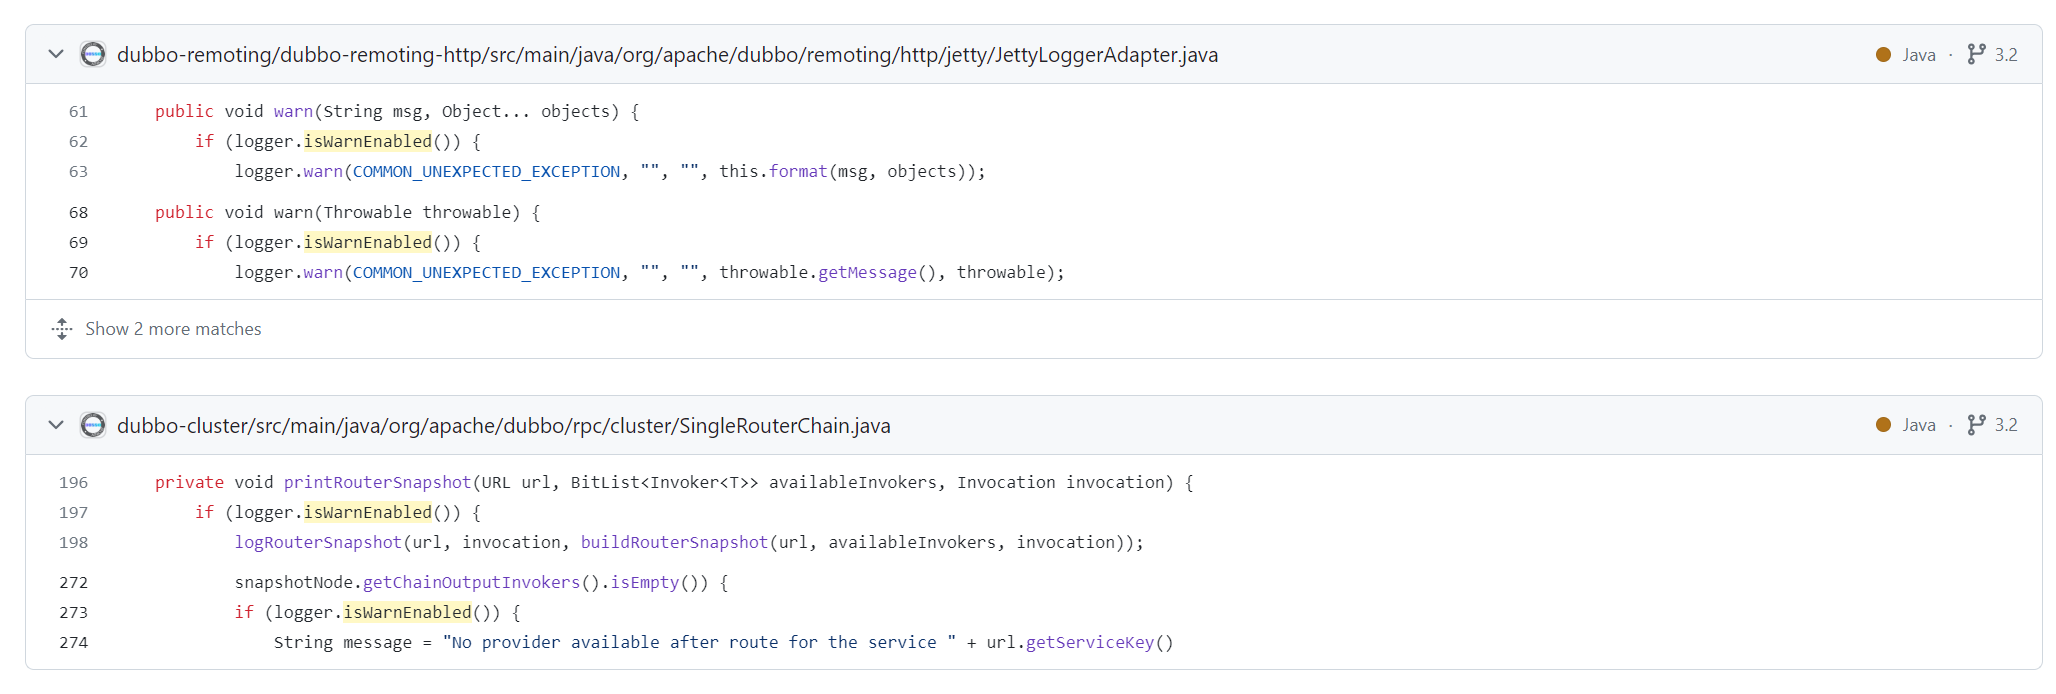 dubbo-remoting/dubbo-remoting-http/src/main/java/org/apache/dubbo/remoting/http/jetty/JettyLoggerAdapter.java Java · 3.2
61 public void warn(String msg, Object... objects) {
62 if (logger.isWarnEnabled()) {
63 logger.warn(COMMON_UNEXPECTED_EXCEPTION, "", "", this.format(msg, objects));
68 public void warn(Throwable throwable) {
69 if (logger.isWarnEnabled()) {
70 logger.warn(COMMON_UNEXPECTED_EXCEPTION, "", "", throwable.getMessage(), throwable);
Show 2 more matches
dubbo-cluster/src/main/java/org/apache/dubbo/rpc/cluster/SingleRouterChain.java Java · 3.2
196 private void printRouterSnapshot(URL url, BitList<Invoker<T>> availableInvokers, Invocation invocation) {
197 if (logger.isWarnEnabled()) {
198 logRouterSnapshot(url, invocation, buildRouterSnapshot(url, availableInvokers, invocation));
272 snapshotNode.getChainOutputInvokers().isEmpty()) {
273 if (logger.isWarnEnabled()) {
274 String message = "No provider available after route for the service " + url.getServiceKey()